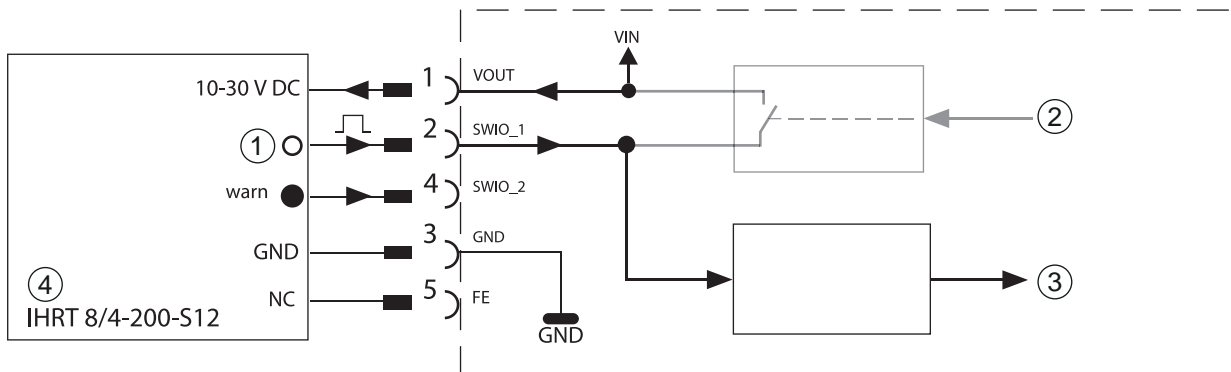 VIN
10-30 V DC 1 VOUT
① 2 SWIO_1 ②
warn 4 SWIO_2
GND 3 GND
④ ③
NC 5 FE
IHRT 8/4-200-S12
GND